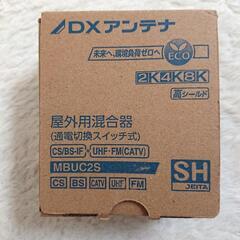 DXアンテナ
未来へ、環境負荷ゼロへ
ECO
2K4K8K
高シールド
屋外用混合器
(通電切換スイッチ式)
CS/BS-IF UHF・FM(CATV)
MBUC2S
SH
JEITA
CS BS CATV UHF FM